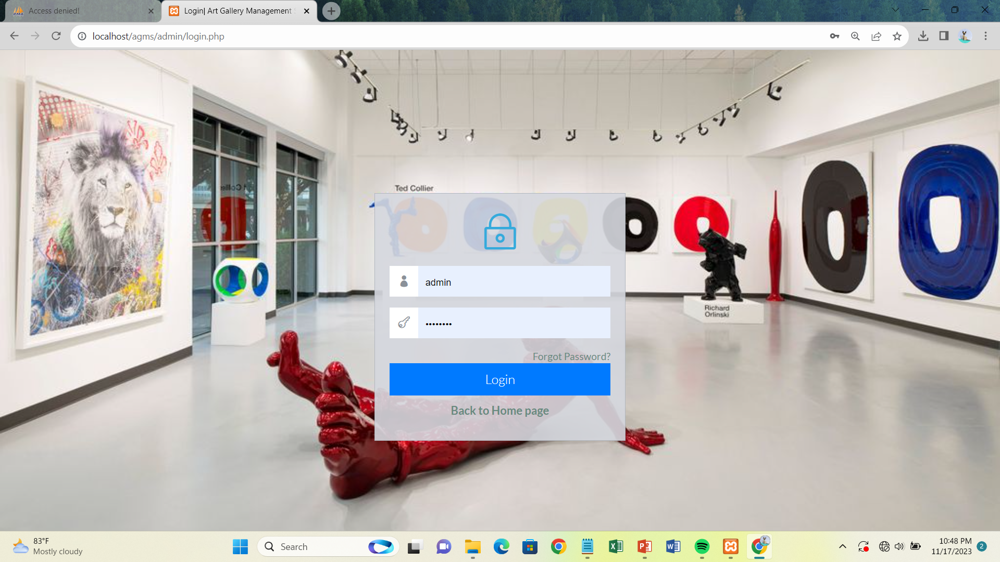 Access denied!
Login| Art Gallery Management
localhost/agms/admin/login.php
Ted Collier
admin
••••••••
Richard
Orlinski
Forgot Password?
Login
Back to Home page
83°F
Mostly cloudy
Search
10:48 PM
11/17/2023
2